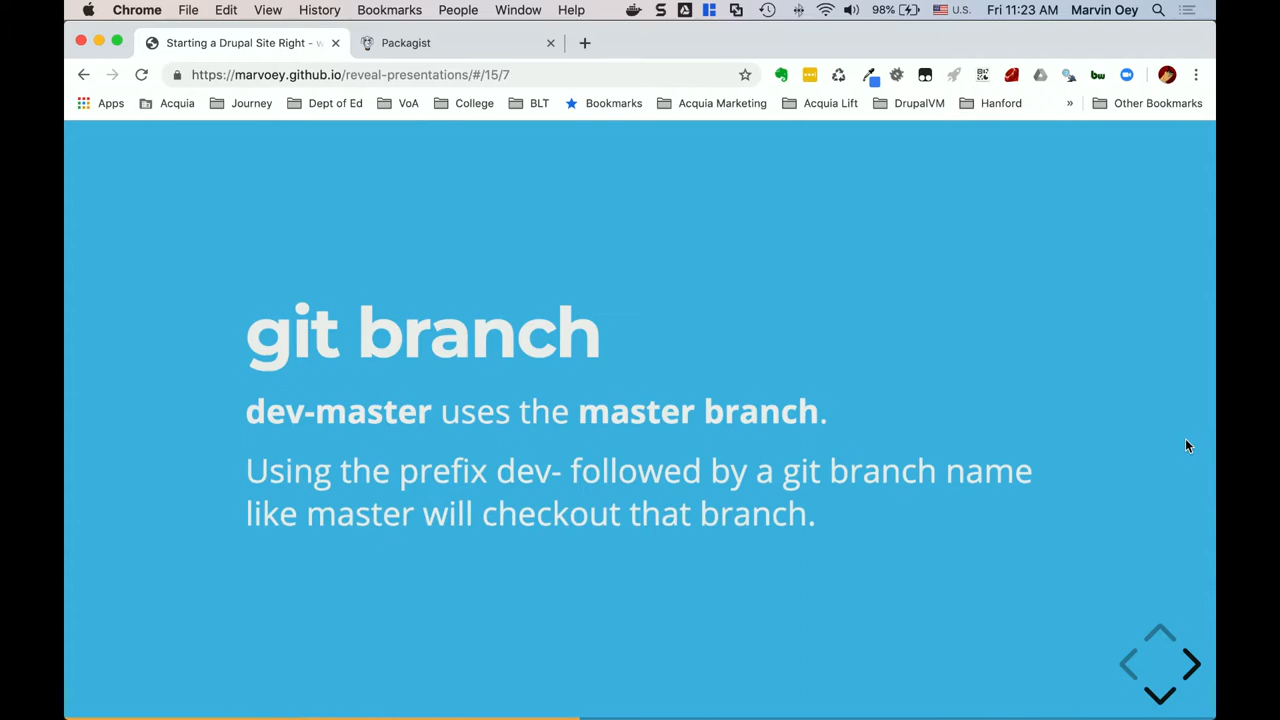 Chrome File Edit View History Bookmarks People Window Help 98% U.S. Fri 11:23 AM Marvin Oey
Starting a Drupal Site Right - Packagist
https://marvoey.github.io/reveal-presentations/#/15/7
Apps Acquia Journey Dept of Ed VoA College BLT Bookmarks Acquia Marketing Acquia Lift DrupalVM Hanford » Other Bookmarks
git branch
dev-master uses the master branch.
Using the prefix dev- followed by a git branch name
like master will checkout that branch.